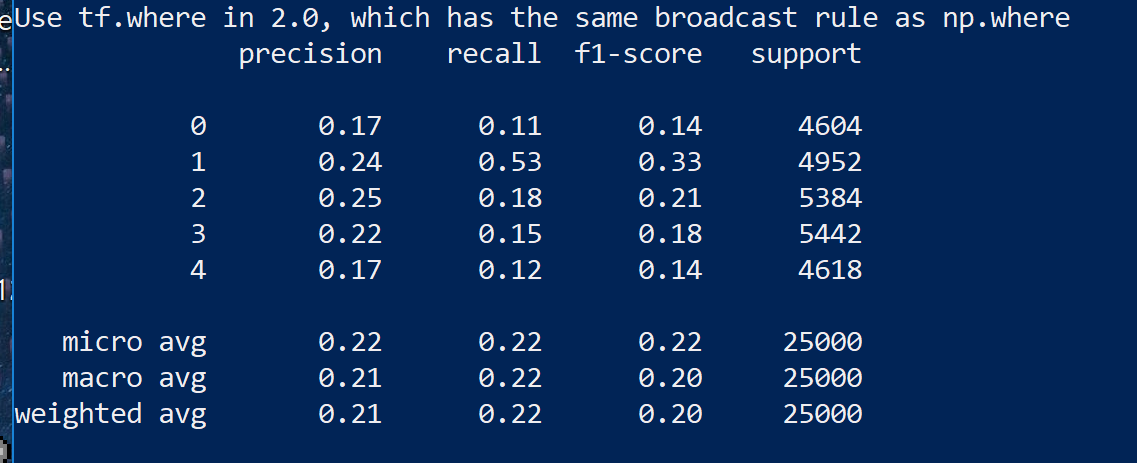 Use tf.where in 2.0, which has the same broadcast rule as np.where
precision recall f1-score support
0 0.17 0.11 0.14 4604
1 0.24 0.53 0.33 4952
2 0.25 0.18 0.21 5384
3 0.22 0.15 0.18 5442
4 0.17 0.12 0.14 4618
micro avg 0.22 0.22 0.22 25000
macro avg 0.21 0.22 0.20 25000
weighted avg 0.21 0.22 0.20 25000